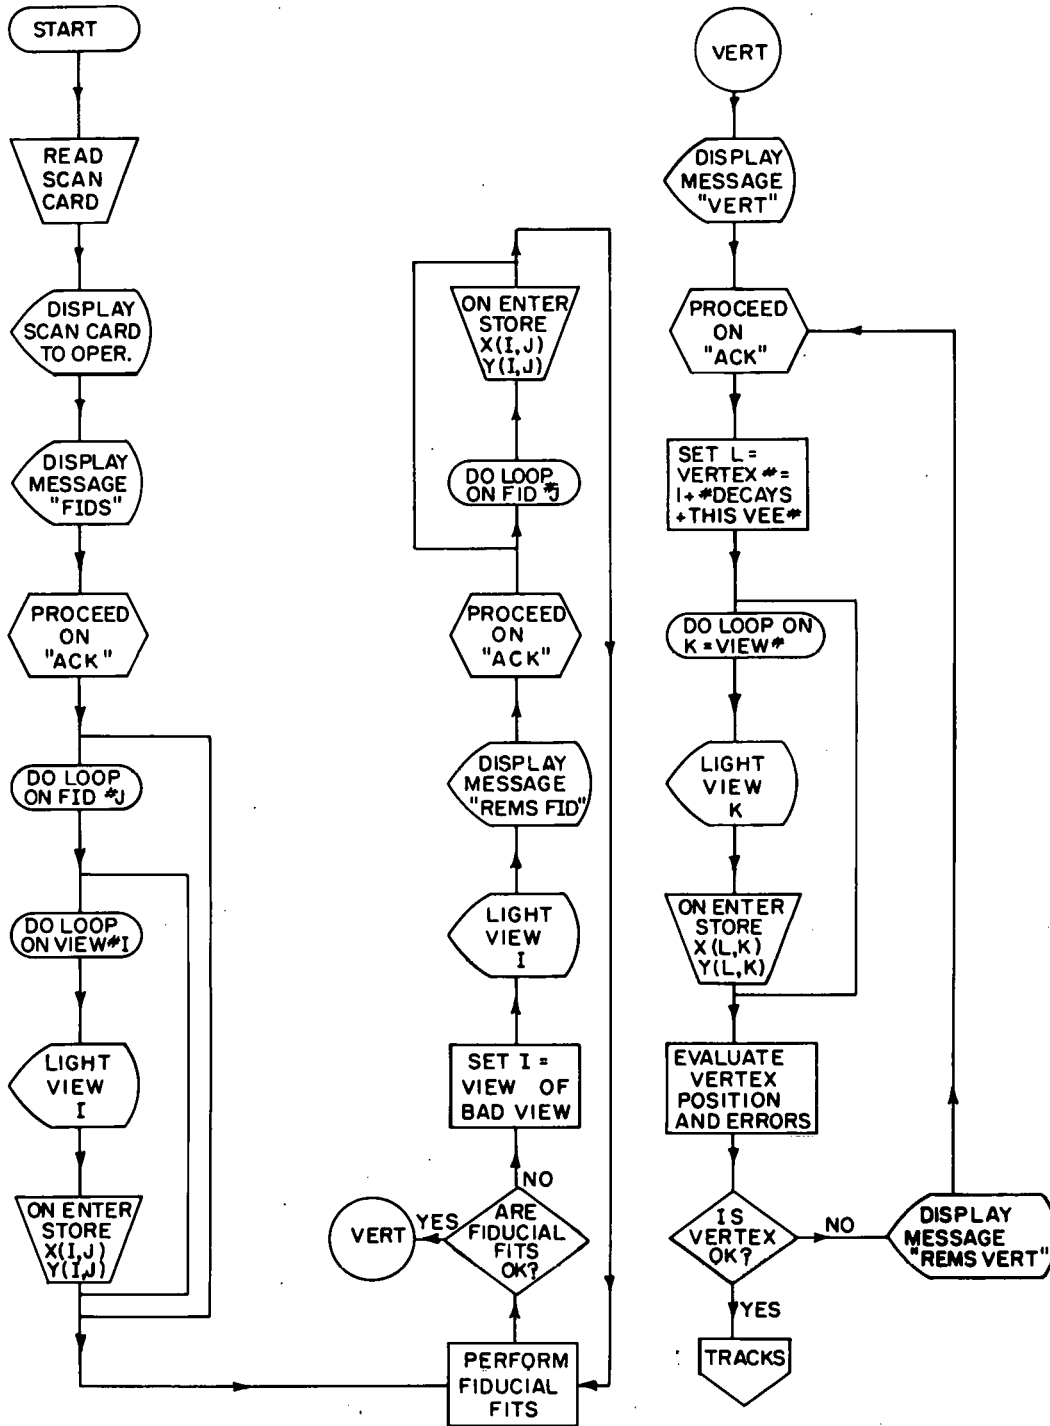 START
READ
SCAN
CARD
DISPLAY
SCAN CARD
TO OPER.
DISPLAY
MESSAGE
"FIDS"
PROCEED
ON
"ACK"
DO LOOP
ON FID #J
DO LOOP
ON VIEW #I
LIGHT
VIEW
I
ON ENTER
STORE
X(I,J)
Y(I,J)
PERFORM
FIDUCIAL
FITS
ARE
FIDUCIAL
FITS
OK?
YES
VERT
NO
SET I =
VIEW OF
BAD VIEW
LIGHT
VIEW
I
DISPLAY
MESSAGE
"REMS FID"
PROCEED
ON
"ACK"
DO LOOP
ON FID #J
ON ENTER
STORE
X(I,J)
Y(I,J)
VERT
DISPLAY
MESSAGE
"VERT"
PROCEED
ON
"ACK"
SET L =
VERTEX # =
I + #DECAYS
+THIS VEE #
DO LOOP ON
K = VIEW #
LIGHT
VIEW
K
ON ENTER
STORE
X(L,K)
Y(L,K)
EVALUATE
VERTEX
POSITION
AND ERRORS
IS
VERTEX
OK?
NO
DISPLAY
MESSAGE
"REMS VERT"
YES
TRACKS